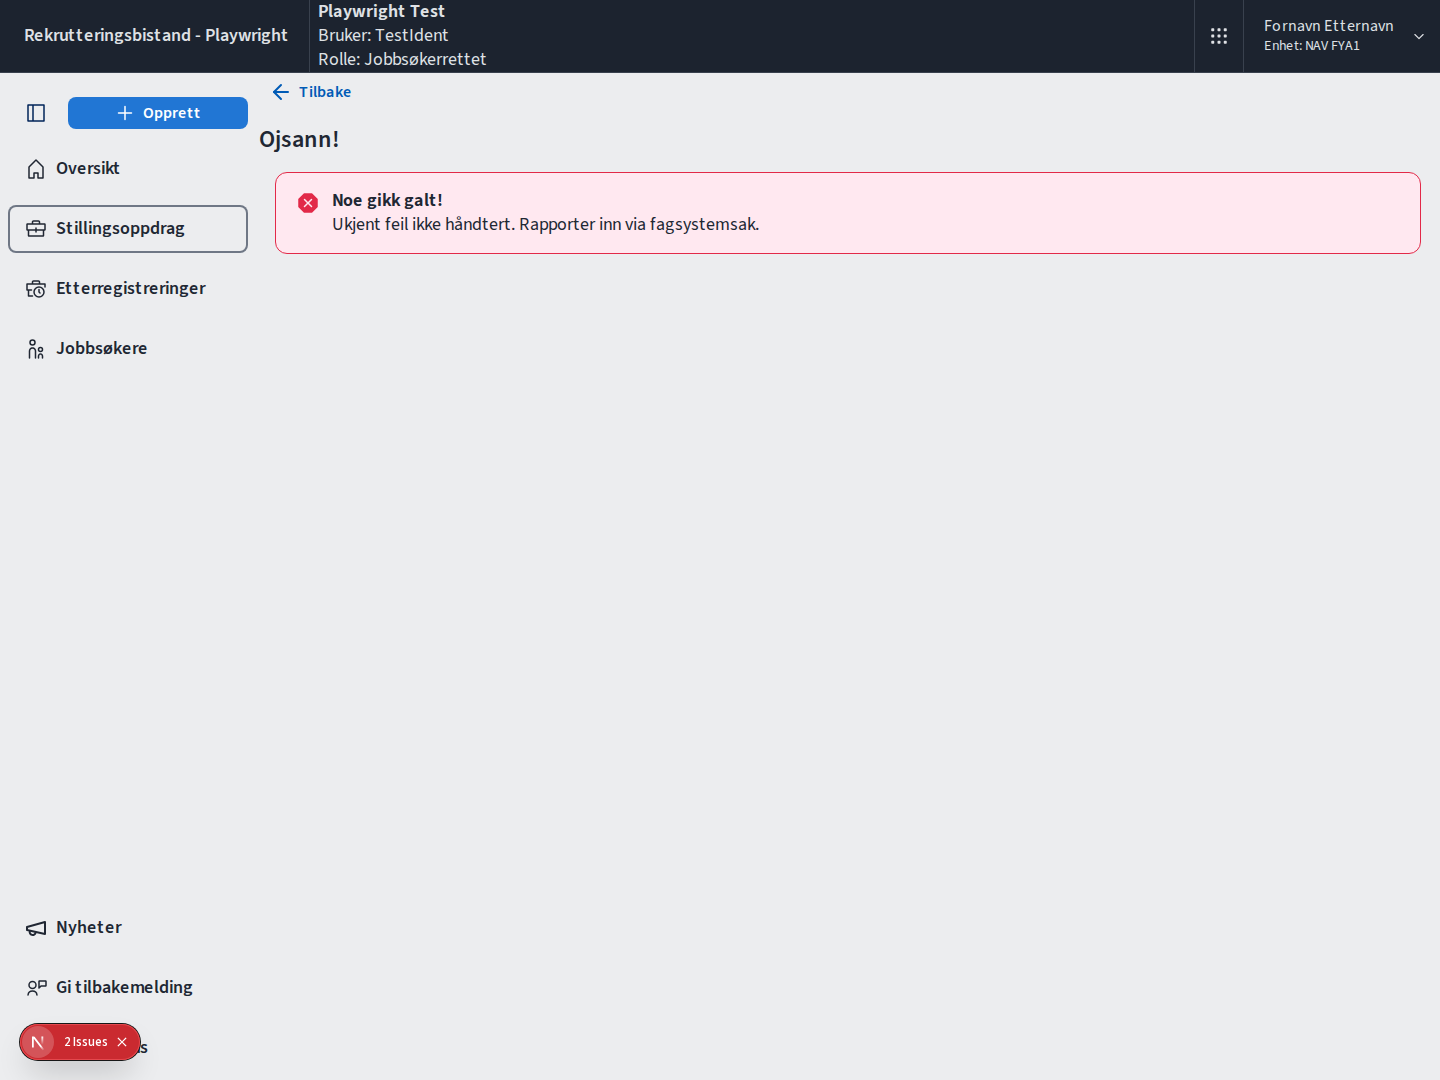 Rekrutteringsbistand - Playwright
Playwright Test
Bruker: TestIdent
Rolle: Jobbsøkerrettet
Fornavn Etternavn
Enhet: NAV FYA1
Opprett
Oversikt
Stillingsoppdrag
Etterregistreringer
Jobbsøkere
Tilbake
Ojsann!
Noe gikk galt!
Ukjent feil ikke håndtert. Rapporter inn via fagsystemsak.
Nyheter
Gi tilbakemelding
2 Issues